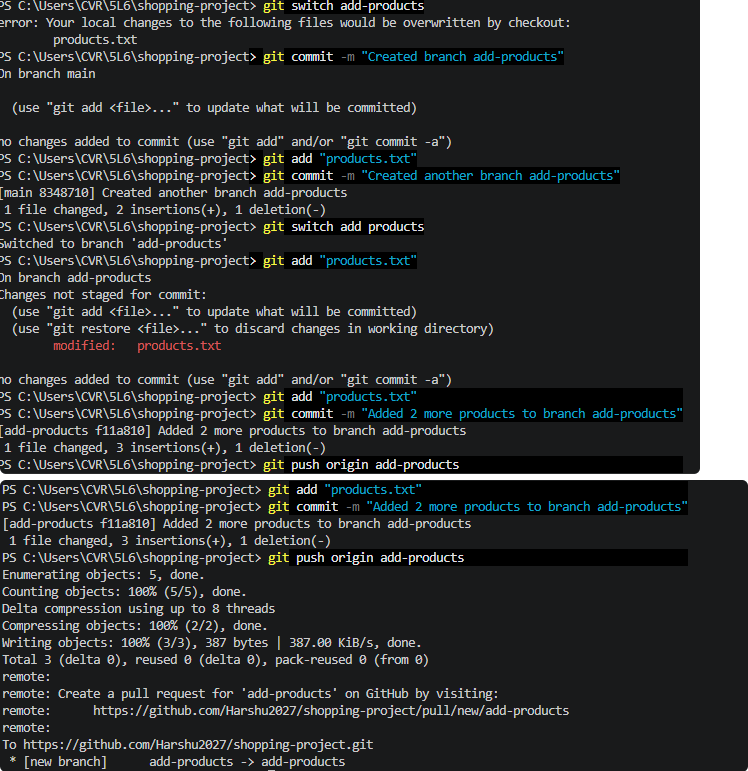 PS C:\Users\CVR\5L6\shopping-project> git switch add-products
error: Your local changes to the following files would be overwritten by checkout:
products.txt
PS C:\Users\CVR\5L6\shopping-project> git commit -m "Created branch add-products"
On branch main
(use "git add <file>..." to update what will be committed)
no changes added to commit (use "git add" and/or "git commit -a")
PS C:\Users\CVR\5L6\shopping-project> git add "products.txt"
PS C:\Users\CVR\5L6\shopping-project> git commit -m "Created another branch add-products"
[main 8348710] Created another branch add-products
1 file changed, 2 insertions(+), 1 deletion(-)
PS C:\Users\CVR\5L6\shopping-project> git switch add products
Switched to branch 'add-products'
PS C:\Users\CVR\5L6\shopping-project> git add "products.txt"
On branch add-products
Changes not staged for commit:
(use "git add <file>..." to update what will be committed)
(use "git restore <file>..." to discard changes in working directory)
modified: products.txt
no changes added to commit (use "git add" and/or "git commit -a")
PS C:\Users\CVR\5L6\shopping-project> git add "products.txt"
PS C:\Users\CVR\5L6\shopping-project> git commit -m "Added 2 more products to branch add-products"
[add-products f11a810] Added 2 more products to branch add-products
1 file changed, 3 insertions(+), 1 deletion(-)
PS C:\Users\CVR\5L6\shopping-project> git push origin add-products
PS C:\Users\CVR\5L6\shopping-project> git add "products.txt"
PS C:\Users\CVR\5L6\shopping-project> git commit -m "Added 2 more products to branch add-products"
[add-products f11a810] Added 2 more products to branch add-products
1 file changed, 3 insertions(+), 1 deletion(-)
PS C:\Users\CVR\5L6\shopping-project> git push origin add-products
Enumerating objects: 5, done.
Counting objects: 100% (5/5), done.
Delta compression using up to 8 threads
Compressing objects: 100% (2/2), done.
Writing objects: 100% (3/3), 387 bytes | 387.00 KiB/s, done.
Total 3 (delta 0), reused 0 (delta 0), pack-reused 0 (from 0)
remote:
remote: Create a pull request for 'add-products' on GitHub by visiting:
remote: https://github.com/Harshu2027/shopping-project/pull/new/add-products
remote:
To https://github.com/Harshu2027/shopping-project.git
* [new branch] add-products -> add-products